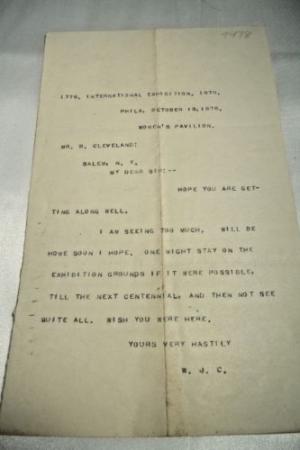 9478
1776, INTERNATIONAL EXHIBITION, 1876,
PHILA, OCTOBER 18,1876,
WOMEN'S PAVILION.
MR. R. CLEVELAND:
SALEM, N. Y.
MY DEAR SIR:--
HOPE YOU ARE GET-
TING ALONG WELL.
I AM SEEING TOO MUCH, WILL BE
HOME SOON I HOPE, ONE MIGHT STAY ON THE
EXHIBITION GROUNDS IF IT WERE POSSIBLE,
TILL THE NEXT CENTENNIAL, AND THEN NOT SEE
QUITE ALL. WISH YOU WERE HERE,
YOURS VERY HASTILY
W. J. C.